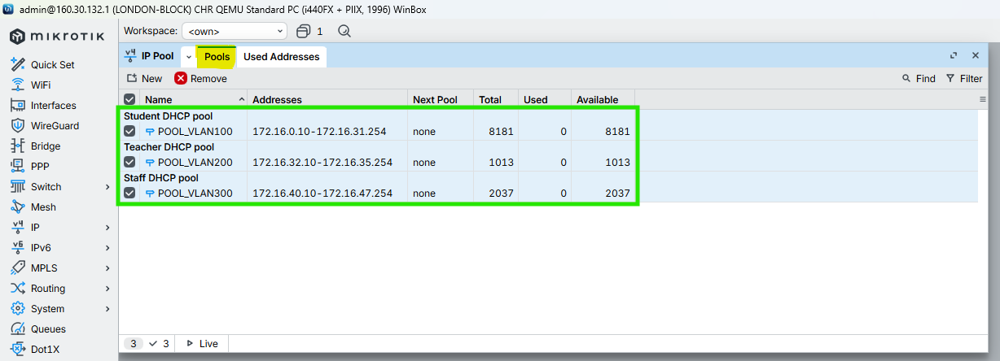 admin@160.30.132.1 (LONDON-BLOCK) CHR QEMU Standard PC (i440FX + PIIX, 1996) WinBox
mikrotik
Workspace: <own> 1
Quick Set
WiFi
Interfaces
WireGuard
Bridge
PPP
Switch
Mesh
v4 IP
v6 IPv6
MPLS
Routing
System
Queues
Dot1X
v4 IP Pool Pools Used Addresses
New Remove Find Filter
Name Addresses Next Pool Total Used Available
Student DHCP pool
POOL_VLAN100 172.16.0.10-172.16.31.254 none 8181 0 8181
Teacher DHCP pool
POOL_VLAN200 172.16.32.10-172.16.35.254 none 1013 0 1013
Staff DHCP pool
POOL_VLAN300 172.16.40.10-172.16.47.254 none 2037 0 2037
3 3 Live